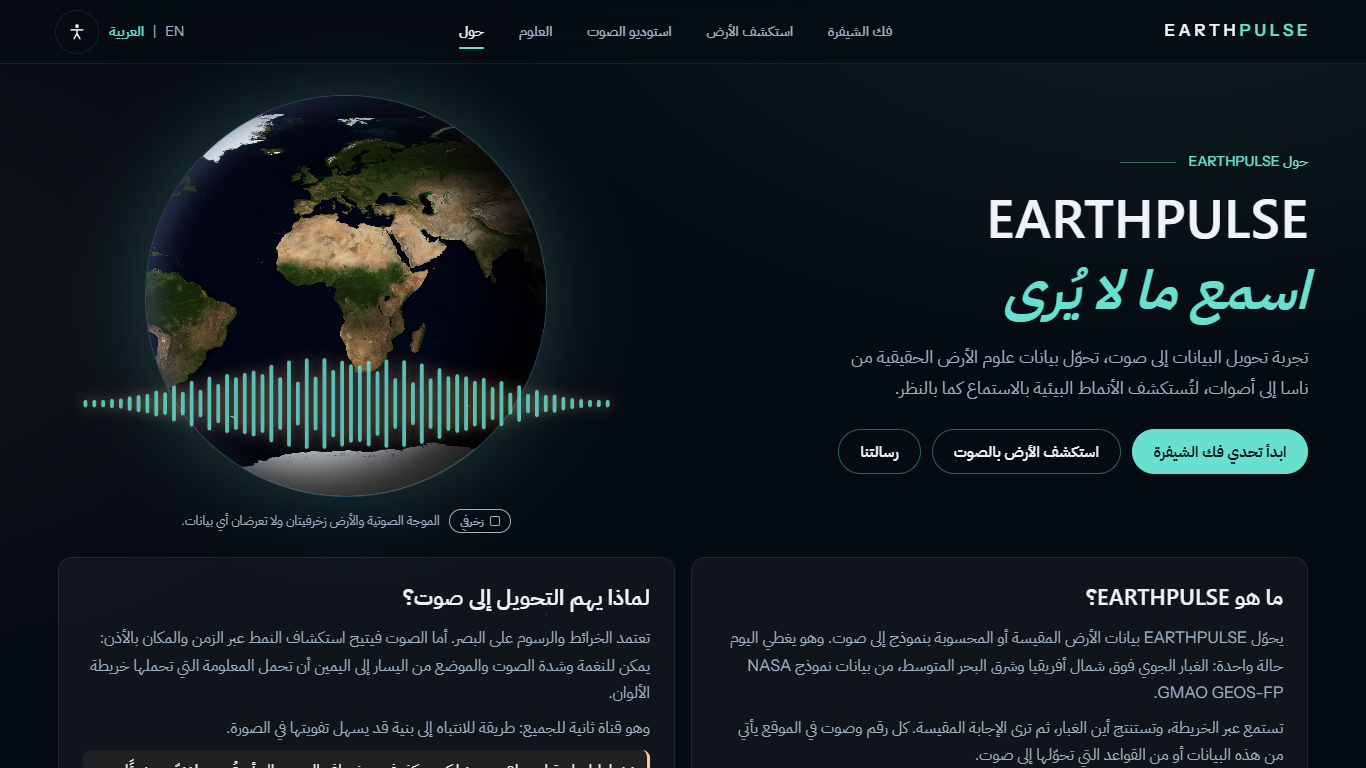 EARTHPULSE
فك الشيفرة
استكشف الأرض
استوديو الصوت
العلوم
حول
العربية | EN
حول EARTHPULSE
EARTHPULSE
اسمع ما لا يُرى
تجربة تحويل البيانات إلى صوت، تحوّل بيانات علوم الأرض الحقيقية من
ناسا إلى أصوات، لتُستكشف الأنماط البيئية بالاستماع كما بالنظر.
ابدأ تحدي فك الشيفرة
استكشف الأرض بالصوت
رسالتنا
زخرفي
الموجة الصوتية والأرض زخرفيتان ولا تعرضان أي بيانات.
ما هو EARTHPULSE؟
يحوّل EARTHPULSE بيانات الأرض المقيسة أو المحسوبة بنموذج إلى صوت. وهو يغطي اليوم
حالة واحدة: الغبار الجوي فوق شمال أفريقيا وشرق البحر المتوسط، من بيانات نموذج NASA
GMAO GEOS-FP.
تستمع عبر الخريطة، وتستنتج أين الغبار، ثم ترى الإجابة المقيسة. كل رقم وصوت في الموقع يأتي
من هذه البيانات أو من القواعد التي تحوّلها إلى صوت.
لماذا يهم التحويل إلى صوت؟
تعتمد الخرائط والرسوم على البصر. أما الصوت فيتيح استكشاف النمط عبر الزمن والمكان بالأذن:
يمكن للنغمة وشدة الصوت والموضع من اليسار إلى اليمين أن تحمل المعلومة التي تحملها خريطة
الألوان.
وهو قناة ثانية للجميع: طريقة للانتباه إلى بنية قد يسهل تفويتها في الصورة.